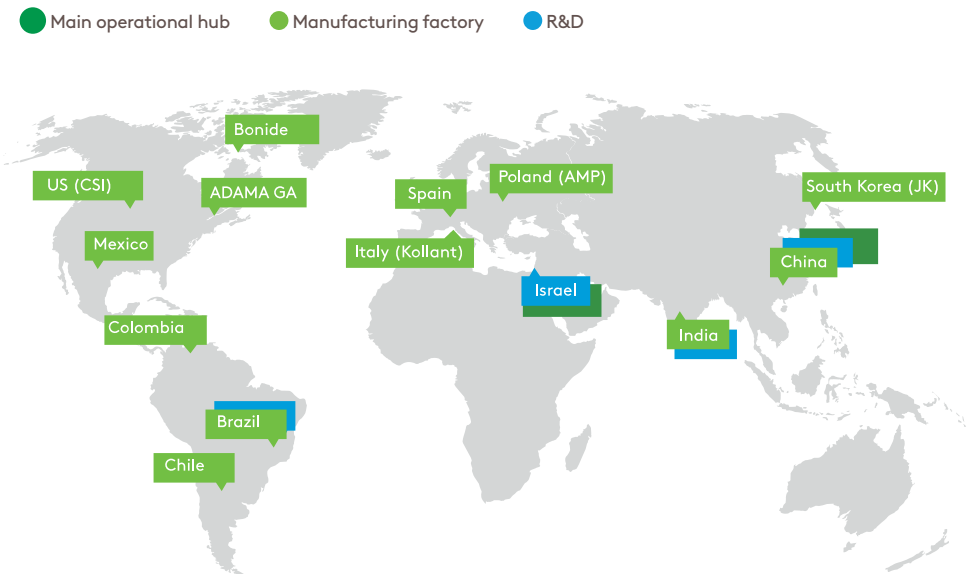 Main operational hub
Manufacturing factory
R&D
Bonide
US (CSI)
ADAMA GA
Spain
Poland (AMP)
South Korea (JK)
Mexico
Italy (Kollant)
China
Israel
Colombia
India
Brazil
Chile